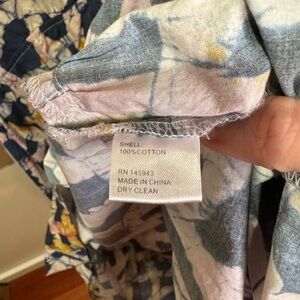 SHELL
100%COTTON
RN 145943
MADE IN CHINA
DRY CLEAN